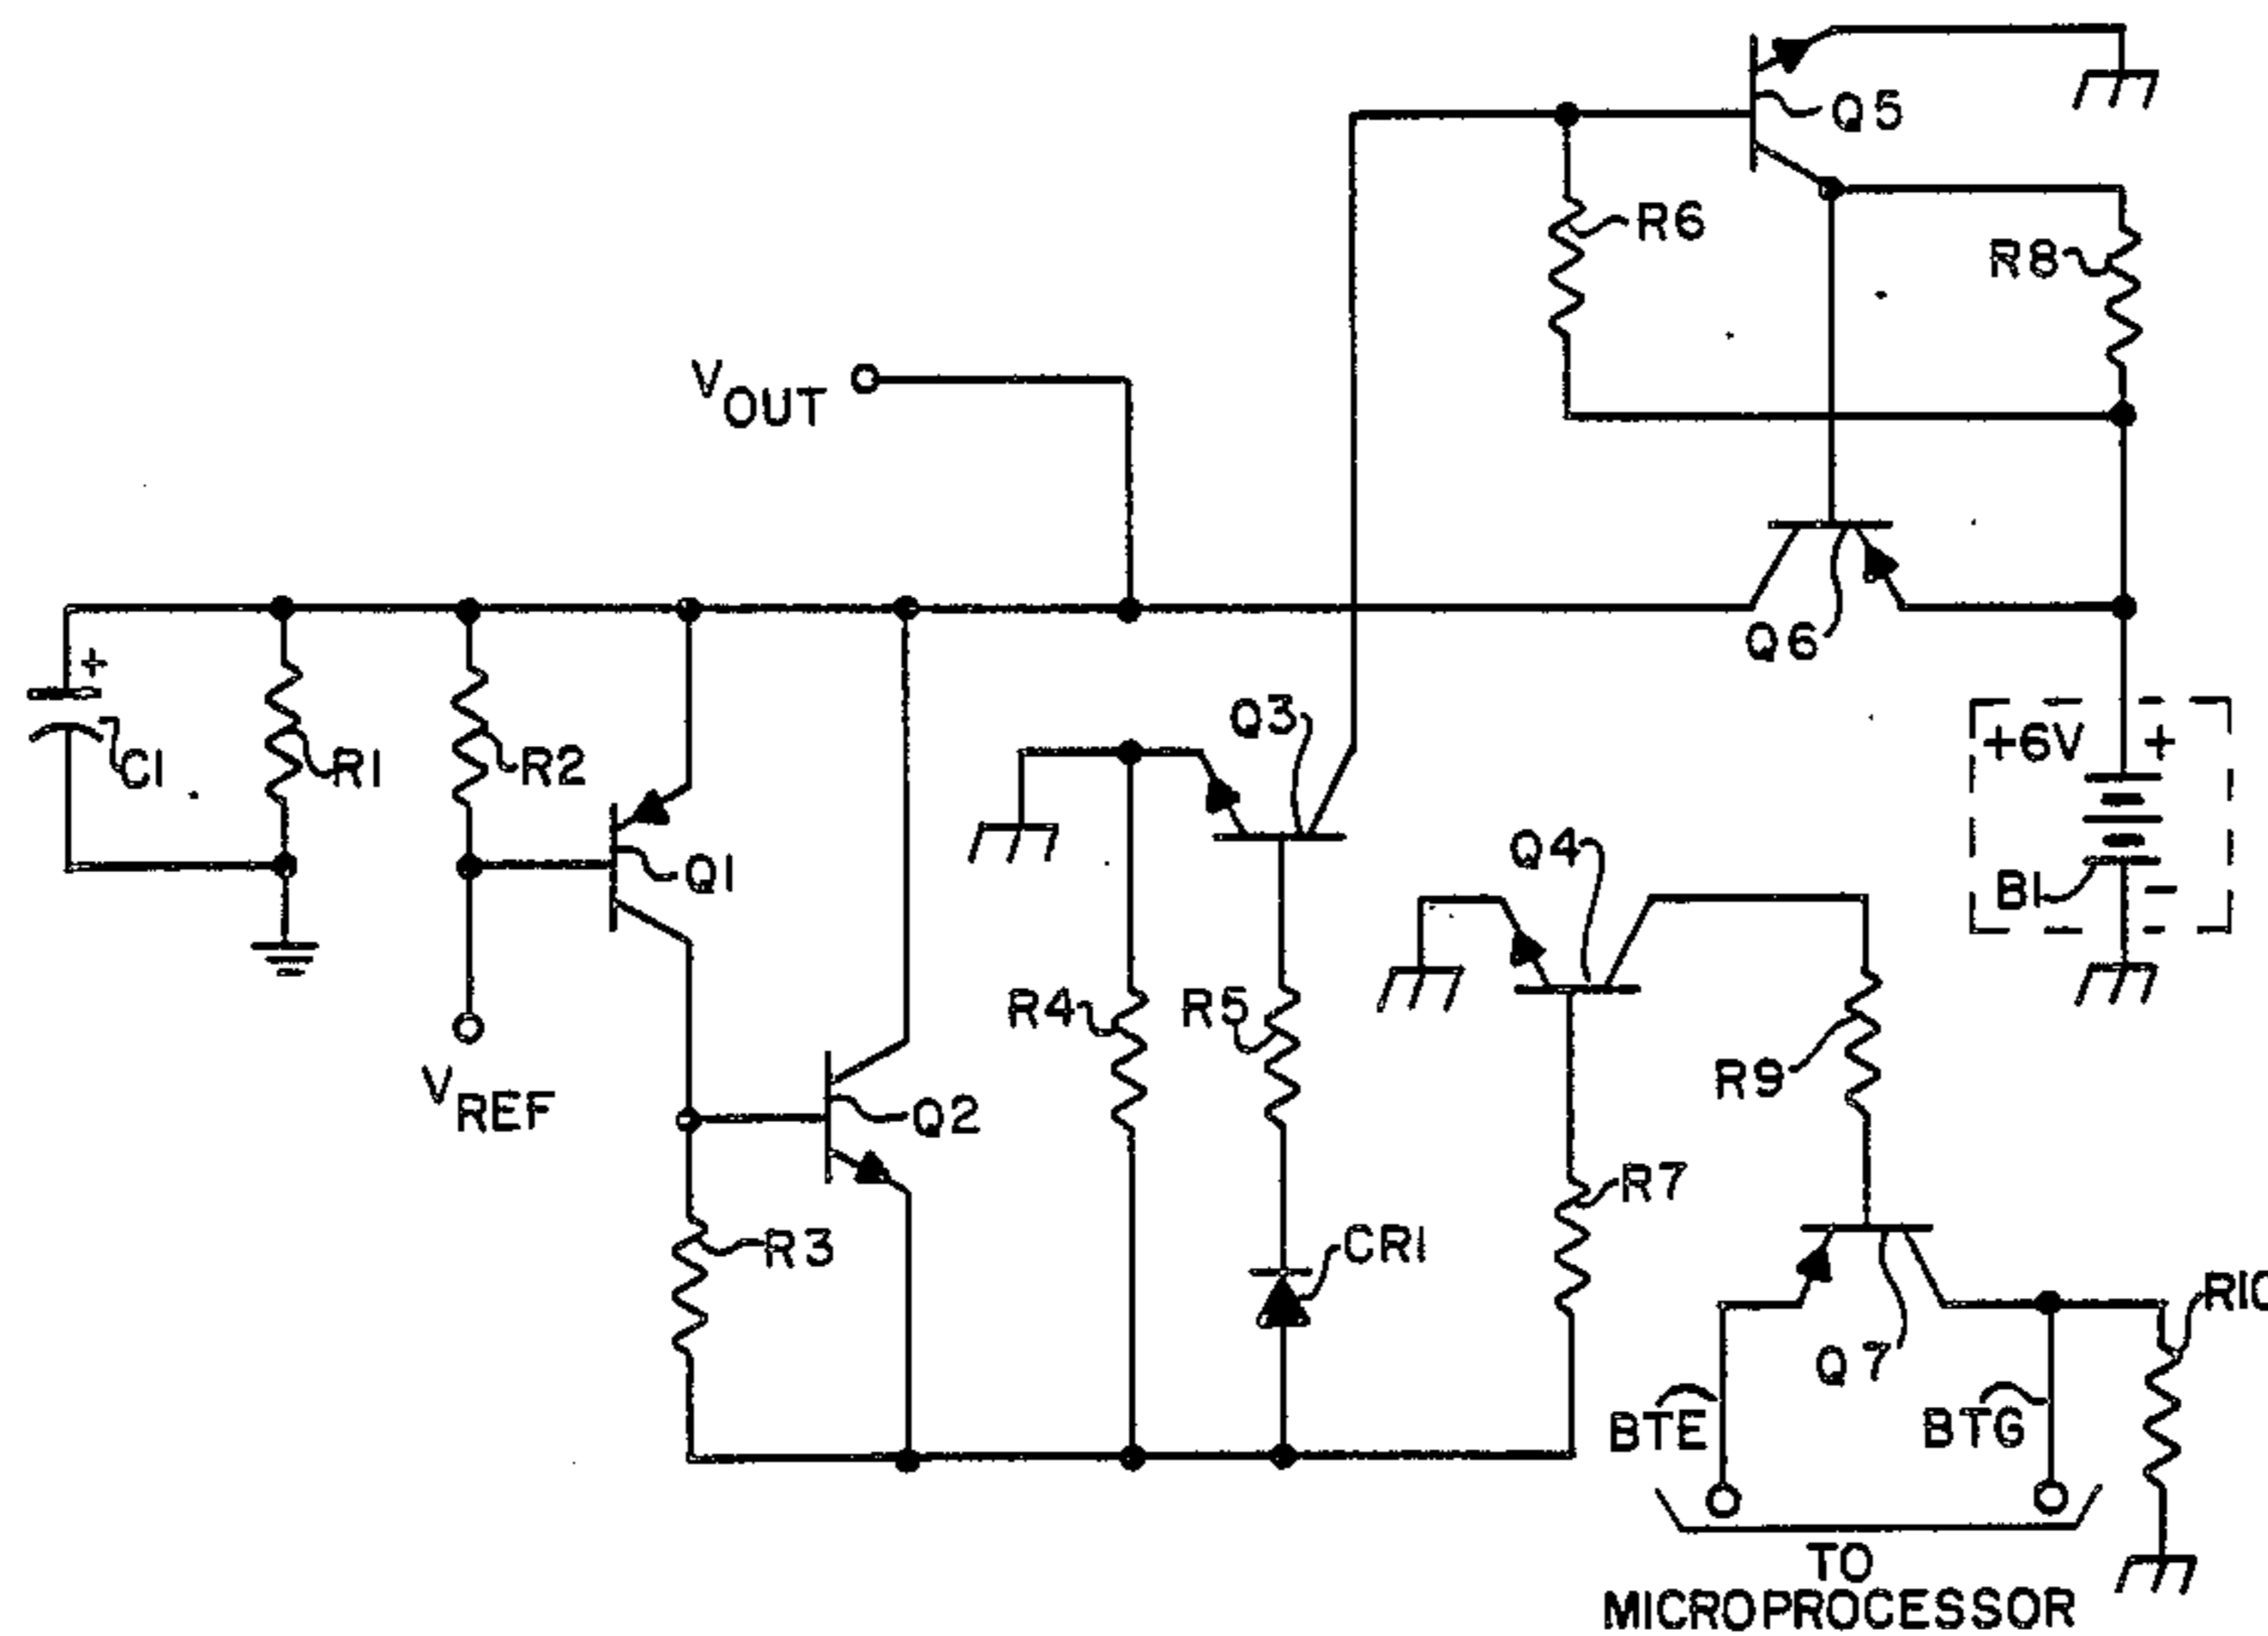 Q5
R6
R8
VOUT
+
C1
R1
R2
Q1
VREF
Q2
R3
Q3
Q6
+6V +
B1 -
Q4
R4
R5
R9
R7
CR1
Q7
BTE
BTG
TO
MICROPROCESSOR